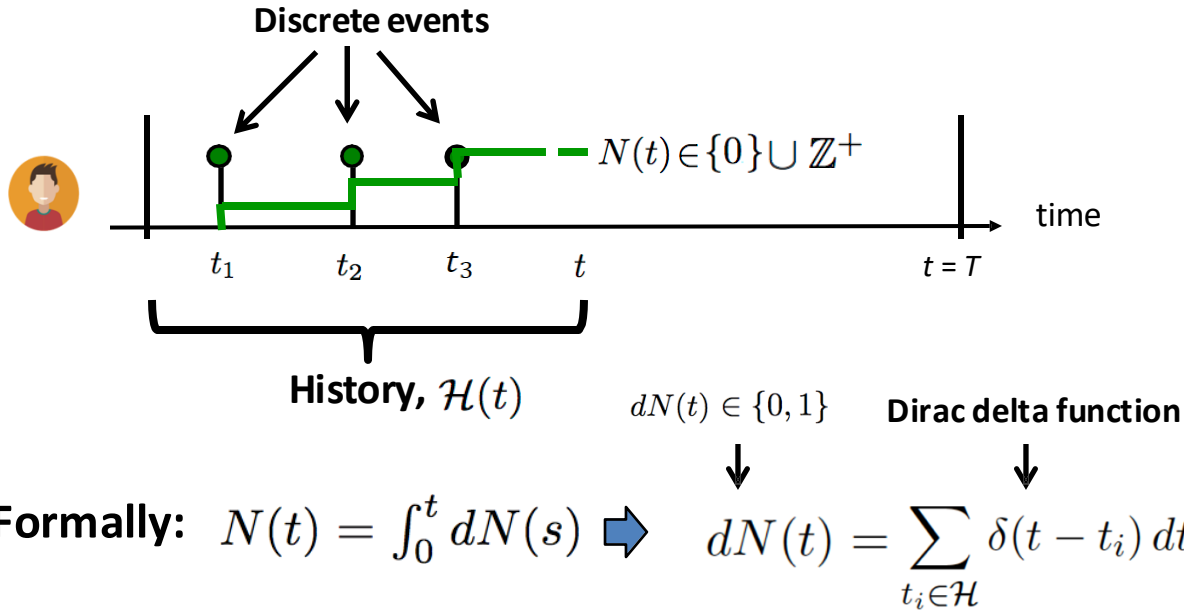 Discrete events
N(t) ∈ {0} ∪ ℤ⁺
time
t₁ t₂ t₃ t t = T
History, ℋ(t)
dN(t) ∈ {0, 1} Dirac delta function
Formally: N(t) = ∫₀ᵗ dN(s) dN(t) = ∑ δ(t − tᵢ) dt
tᵢ∈ℋ